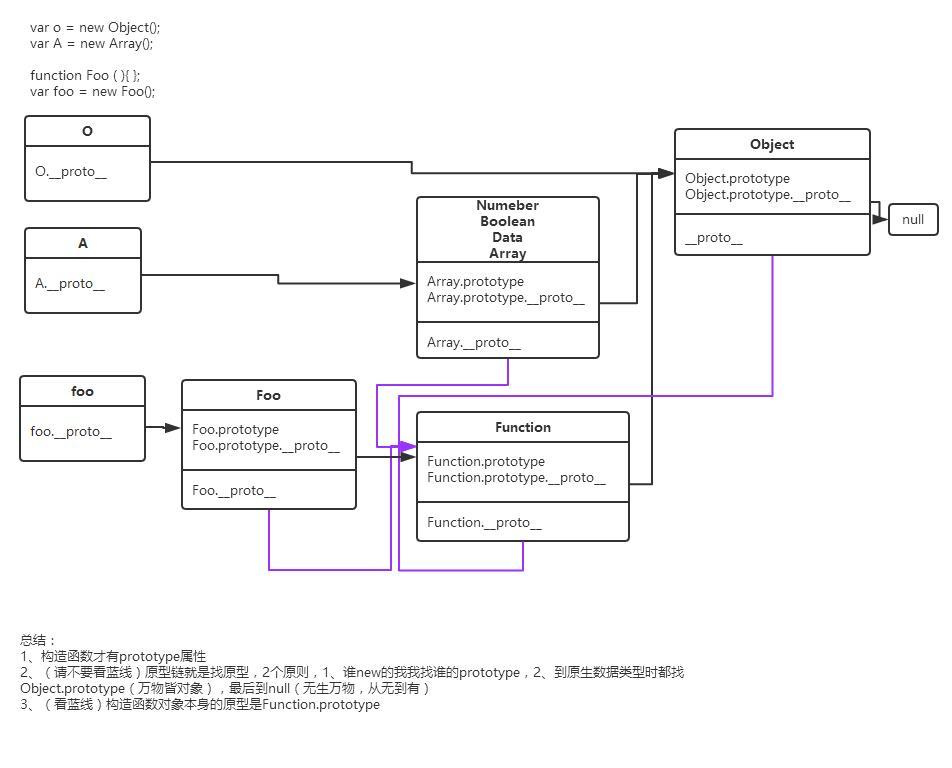 var o = new Object();
var A = new Array();
function Foo ( ){ };
var foo = new Foo();
O
O.__proto__
Object
Object.prototype
Object.prototype.__proto__
__proto__
null
Numeber
Boolean
Data
Array
Array.prototype
Array.prototype.__proto__
Array.__proto__
A
A.__proto__
foo
foo.__proto__
Foo
Foo.prototype
Foo.prototype.__proto__
Foo.__proto__
Function
Function.prototype
Function.prototype.__proto__
Function.__proto__
总结：
1、构造函数才有prototype属性
2、（请不要看蓝线）原型链就是找原型，2个原则，1、谁new的我我找谁的prototype，2、到原生数据类型时都找
Object.prototype（万物皆对象），最后到null（无生万物，从无到有）
3、（看蓝线）构造函数对象本身的原型是Function.prototype